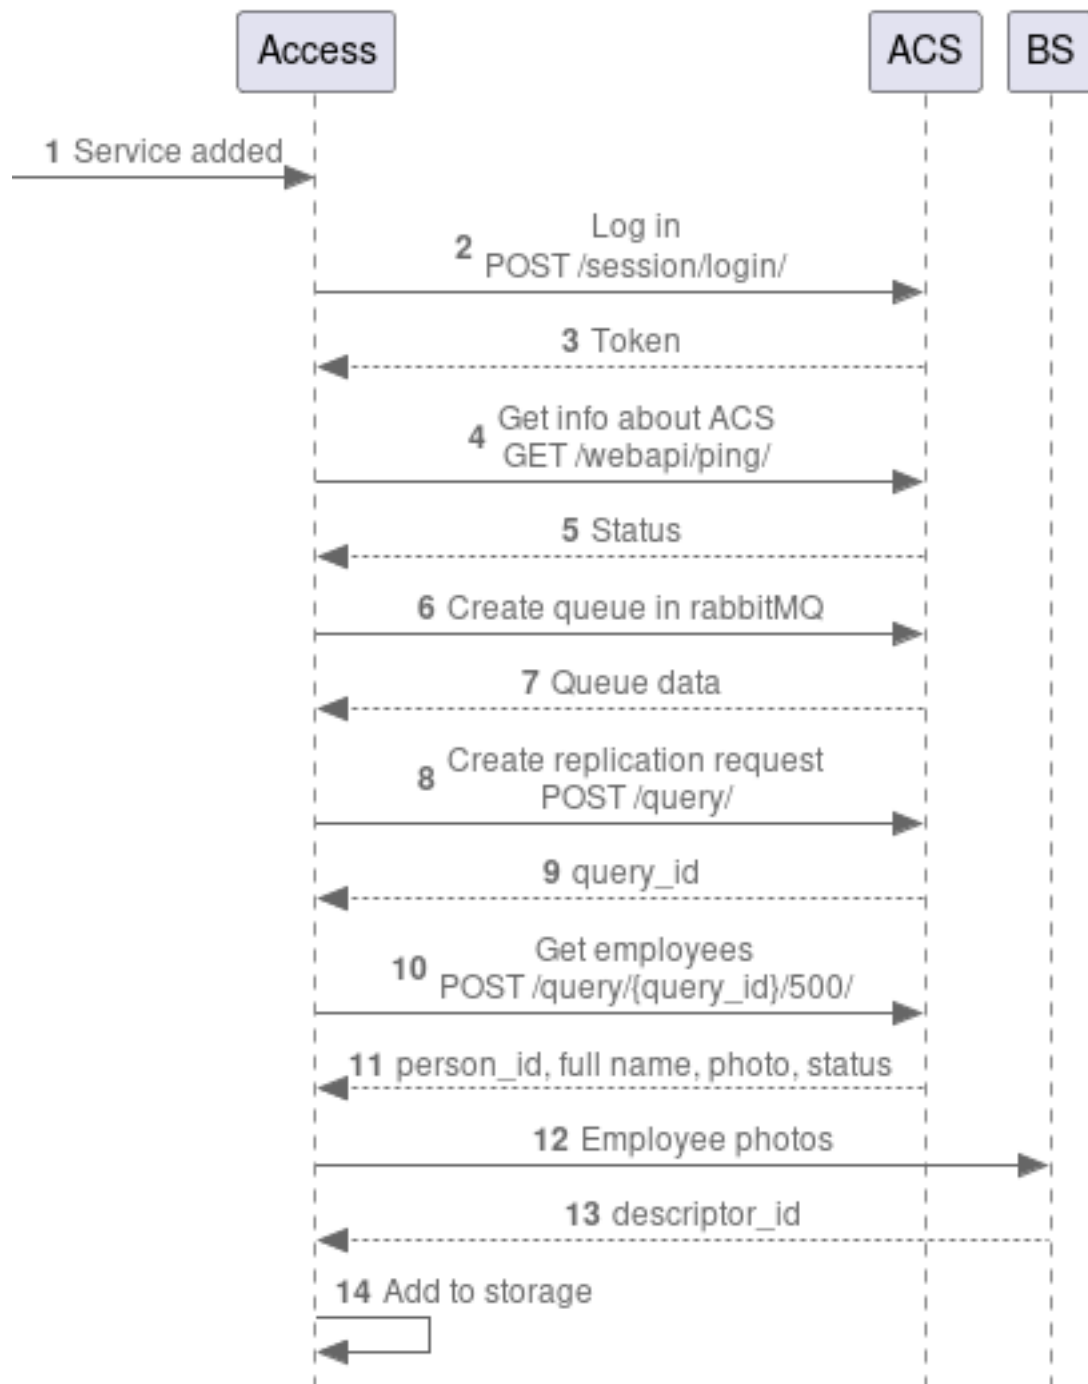 Access ACS BS
1 Service added
Log in
2 POST /session/login/
3 Token
Get info about ACS
4 GET /webapi/ping/
5 Status
6 Create queue in rabbitMQ
7 Queue data
Create replication request
8 POST /query/
9 query_id
Get employees
10 POST /query/{query_id}/500/
11 person_id, full name, photo, status
12 Employee photos
13 descriptor_id
14 Add to storage